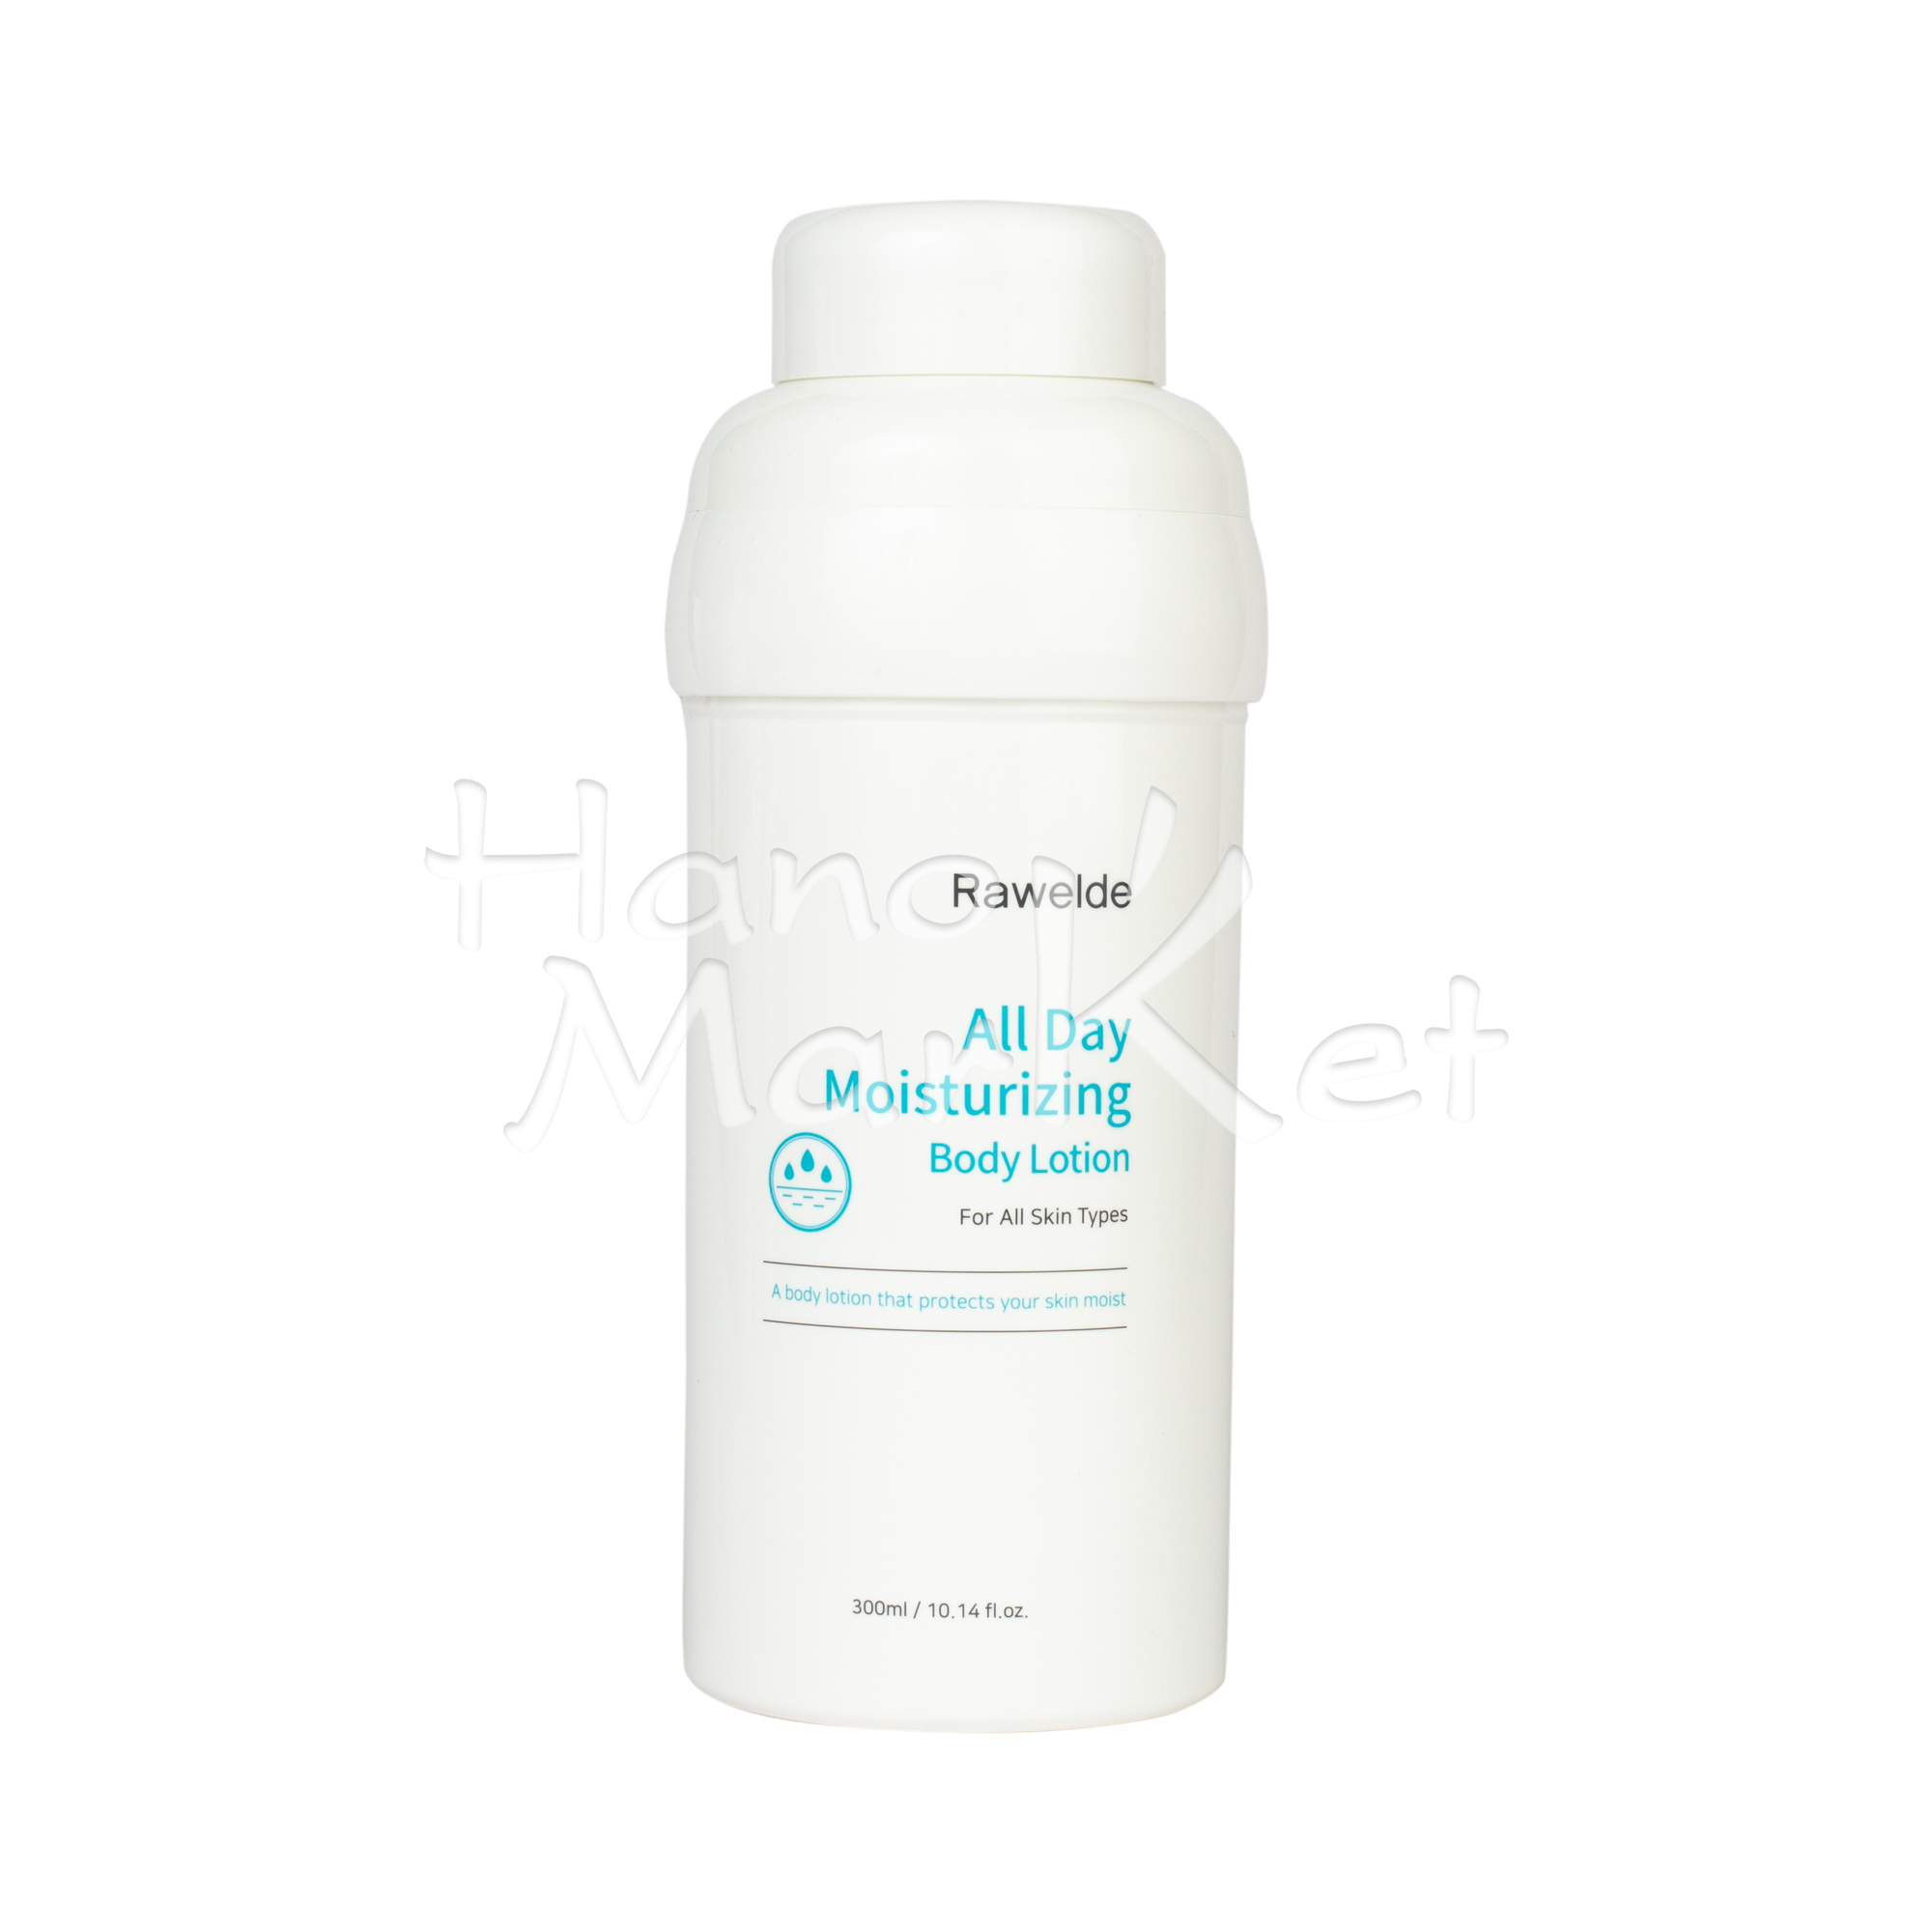 Rawelde
Hanok
Market
All Day
Moisturizing
Body Lotion
For All Skin Types
A body lotion that protects your skin moist
300ml / 10.14 fl.oz.